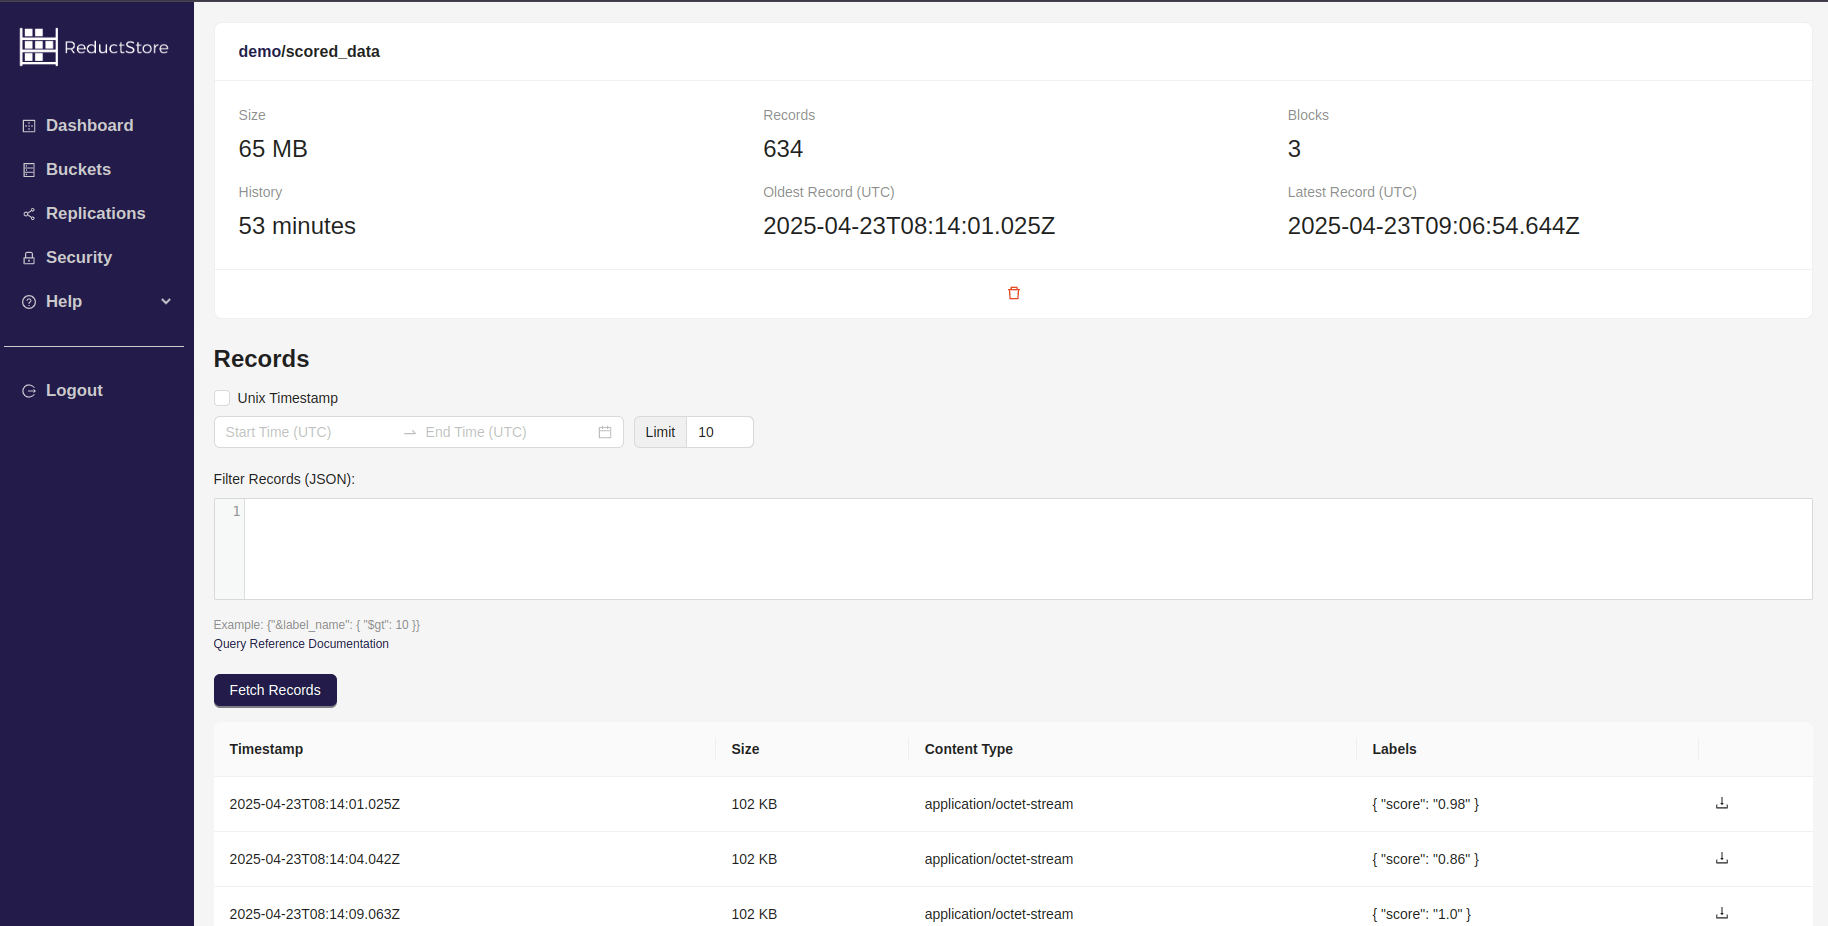 ReductStore
Dashboard
Buckets
Replications
Security
Help
Logout
demo/scored_data
Size Records Blocks
65 MB 634 3
History Oldest Record (UTC) Latest Record (UTC)
53 minutes 2025-04-23T08:14:01.025Z 2025-04-23T09:06:54.644Z
Records
Unix Timestamp
Start Time (UTC) End Time (UTC) Limit 10
Filter Records (JSON):
1
Example: {"&label_name": { "$gt": 10 }}
Query Reference Documentation
Fetch Records
Timestamp Size Content Type Labels
2025-04-23T08:14:01.025Z 102 KB application/octet-stream { "score": "0.98" }
2025-04-23T08:14:04.042Z 102 KB application/octet-stream { "score": "0.86" }
2025-04-23T08:14:09.063Z 102 KB application/octet-stream { "score": "1.0" }